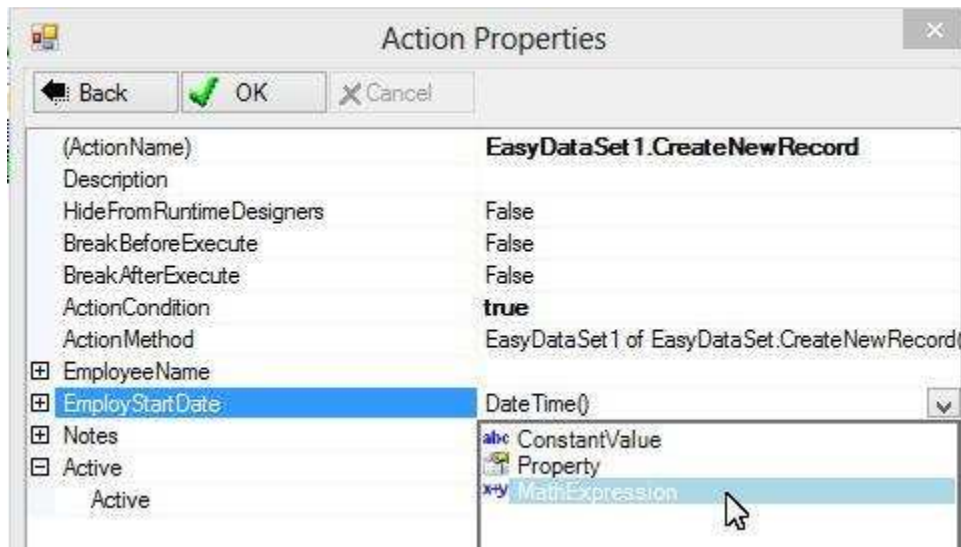 Action Properties
Back OK Cancel
(ActionName) EasyDataSet1.CreateNewRecord
Description
HideFromRuntimeDesigners False
BreakBeforeExecute False
BreakAfterExecute False
ActionCondition true
ActionMethod EasyDataSet1 of EasyDataSet.CreateNewRecord(
EmployeeName
EmployStartDate DateTime()
Notes abc ConstantValue
Property
Active x+y MathExpression
Active